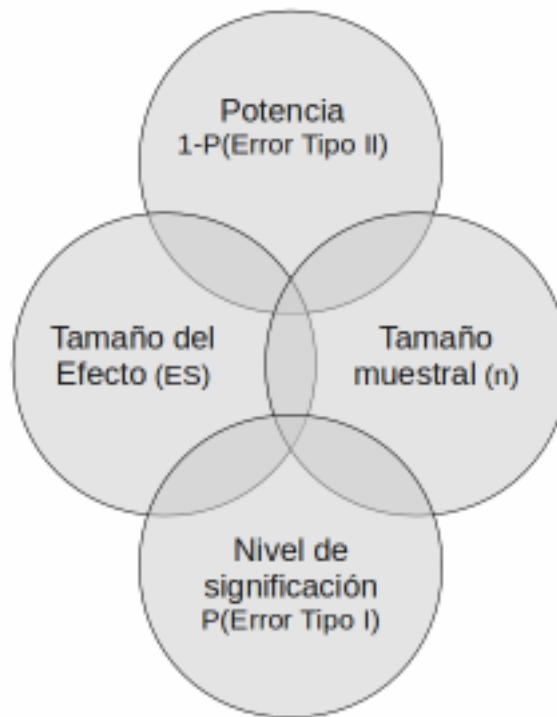 Potencia
1-P(Error Tipo II)
Tamaño del
Efecto (ES)
Tamaño
muestral (n)
Nivel de
significación
P(Error Tipo I)